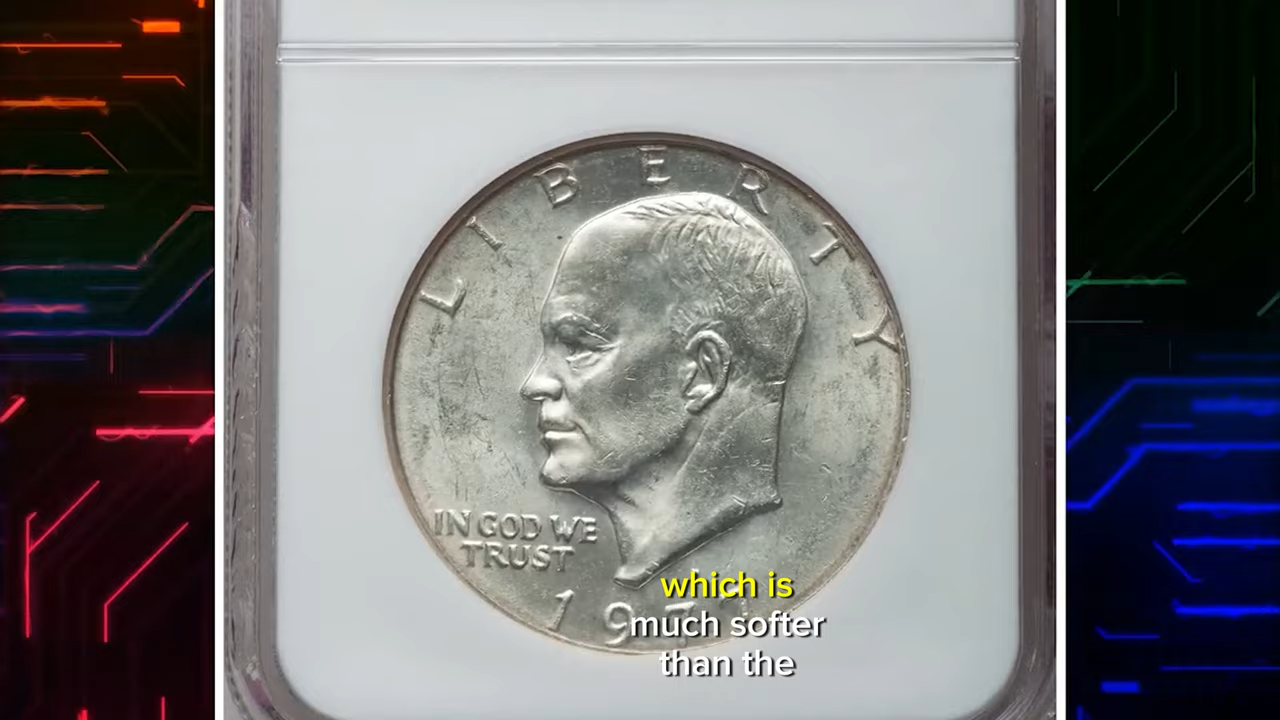 LIBERTY
IN GOD WE
TRUST
which is
much softer
than the